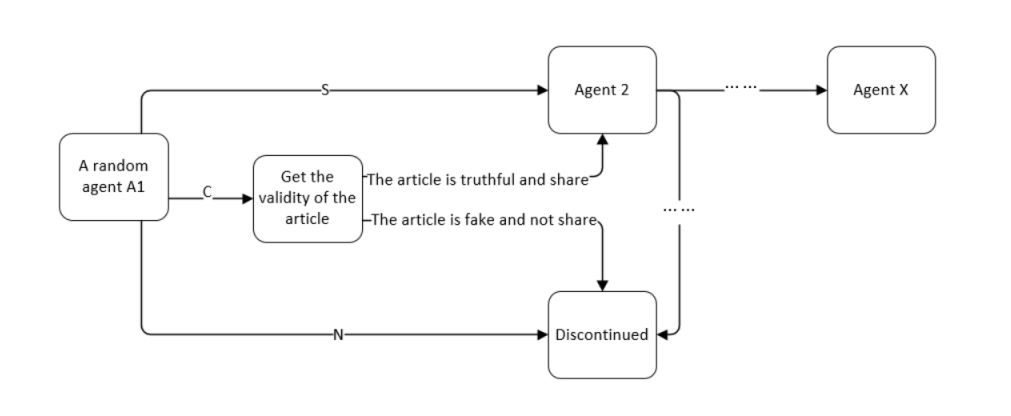 S
Agent 2
... ...
Agent X
A random
agent A1
C
Get the
validity of the
article
The article is truthful and share
The article is fake and not share
... ...
N
Discontinued